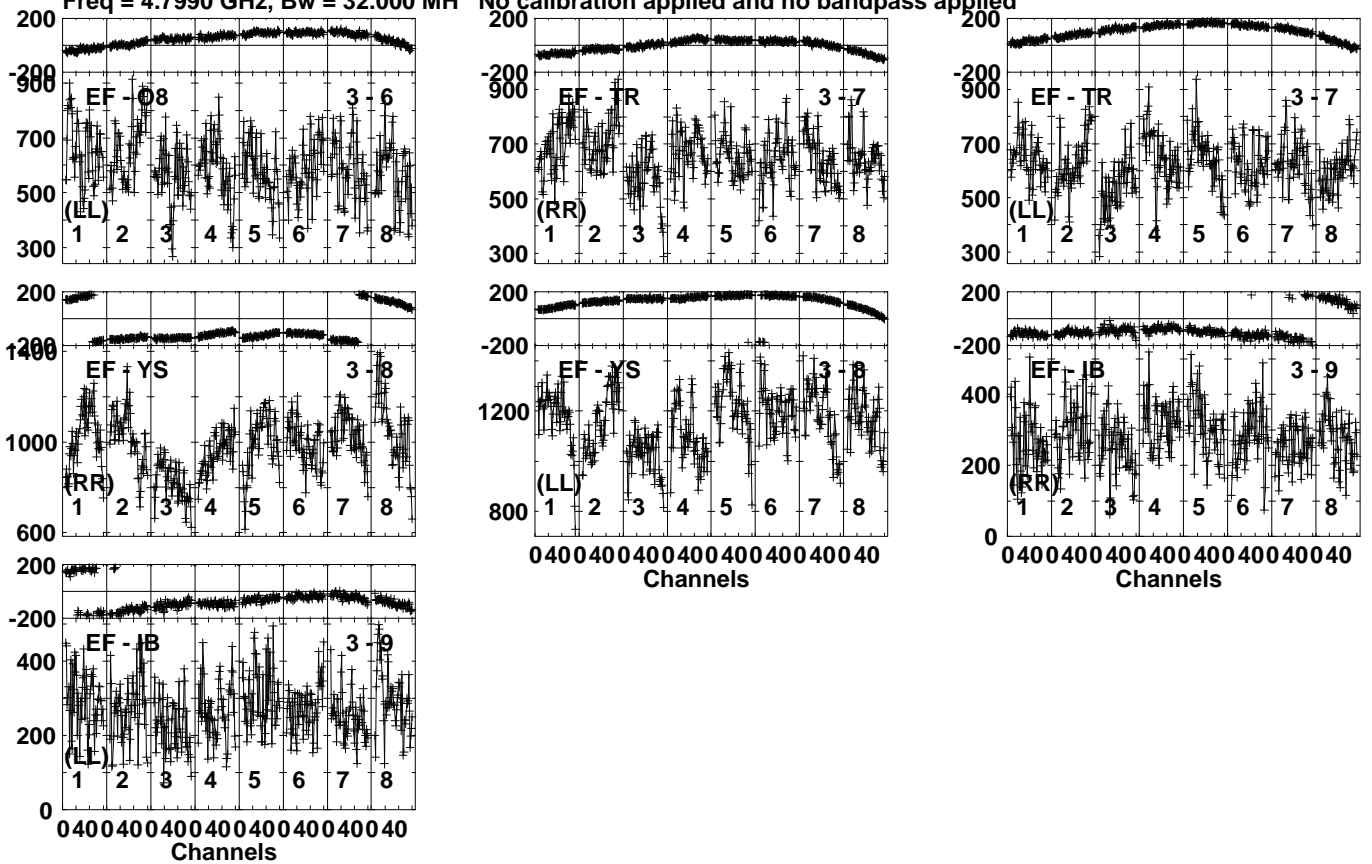 Freq = 4.7990 GHz, Bw = 32.000 MH No calibration applied and no bandpass applied
200 200 200
-200 -200 -200
900 EF - O8 3 - 6 900 EF - TR 3 - 7 900 EF - TR 3 - 7
700 700 700
500 500 500
(LL) (RR) (LL)
1 2 3 4 5 6 7 8 1 2 3 4 5 6 7 8 1 2 3 4 5 6 7 8
300 300 300
200 200 200
-200 -200 -200
1400 EF - YS 3 - 8 EF - YS 3 - 8 EF - IB 3 - 9
1200 400
1000
200
(RR) (LL) (RR)
1 2 3 4 5 6 7 8 1 2 3 4 5 6 7 8 1 2 3 4 5 6 7 8
600 800 0
0 40 0 40 0 40 0 40 0 40 0 40 0 40 0 40 0 40 0 40 0 40 0 40 0 40 0 40 0 40 0 40
Channels Channels
200
-200
EF - IB 3 - 9
400
200
(LL)
1 2 3 4 5 6 7 8
0
0 40 0 40 0 40 0 40 0 40 0 40 0 40 0 40
Channels